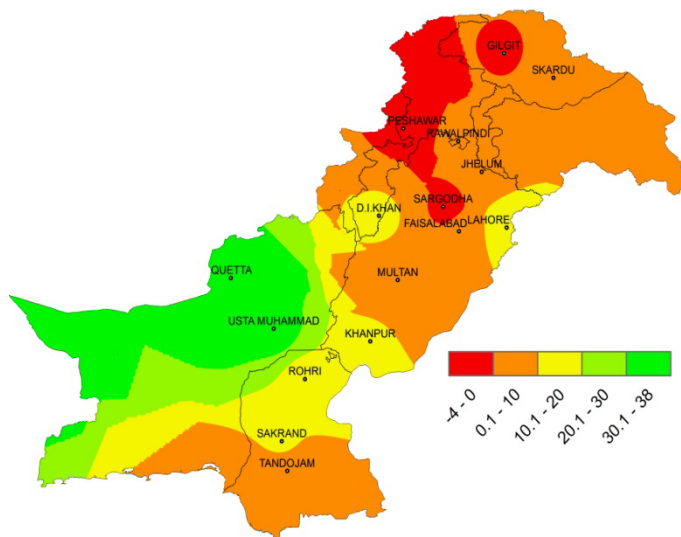 GILGIT
SKARDU
PESHAWAR
RAWALPINDI
JHELUM
SARGODHA
D.I.KHAN
LAHORE
FAISALABAD
QUETTA
MULTAN
USTA MUHAMMAD
KHANPUR
ROHRI
SAKRAND
TANDOJAM
-4 - 0
0.1 - 10
10.1 - 20
20.1 - 30
30.1 - 38